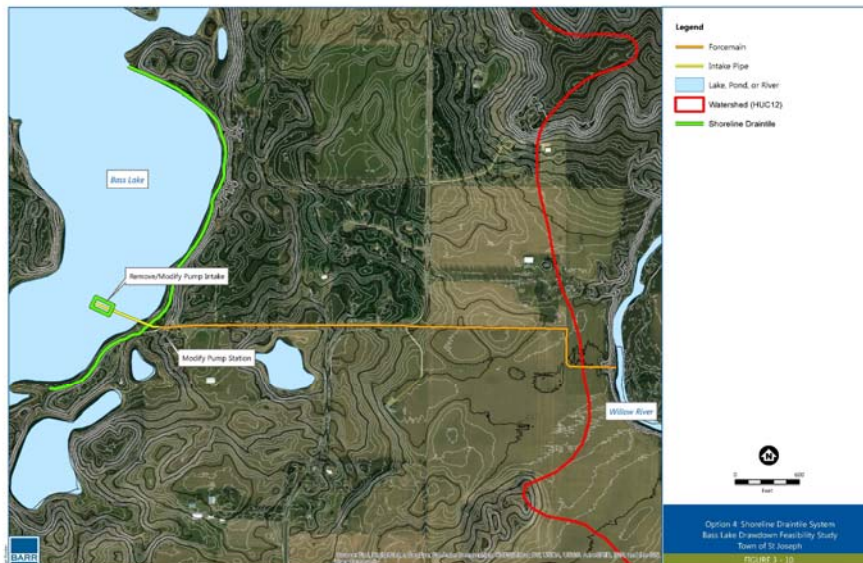 Bass Lake
Remove/Modify Pump Intake
Modify Pump Station
Willow River
BARR
Legend
Forcemain
Intake Pipe
Lake, Pond, or River
Watershed (HUC12)
Shoreline Draintile
N
0 600
Feet
Option 4: Shoreline Draintile System
Bass Lake Drawdown Feasibility Study
Town of St Joseph
FIGURE 3 - 10